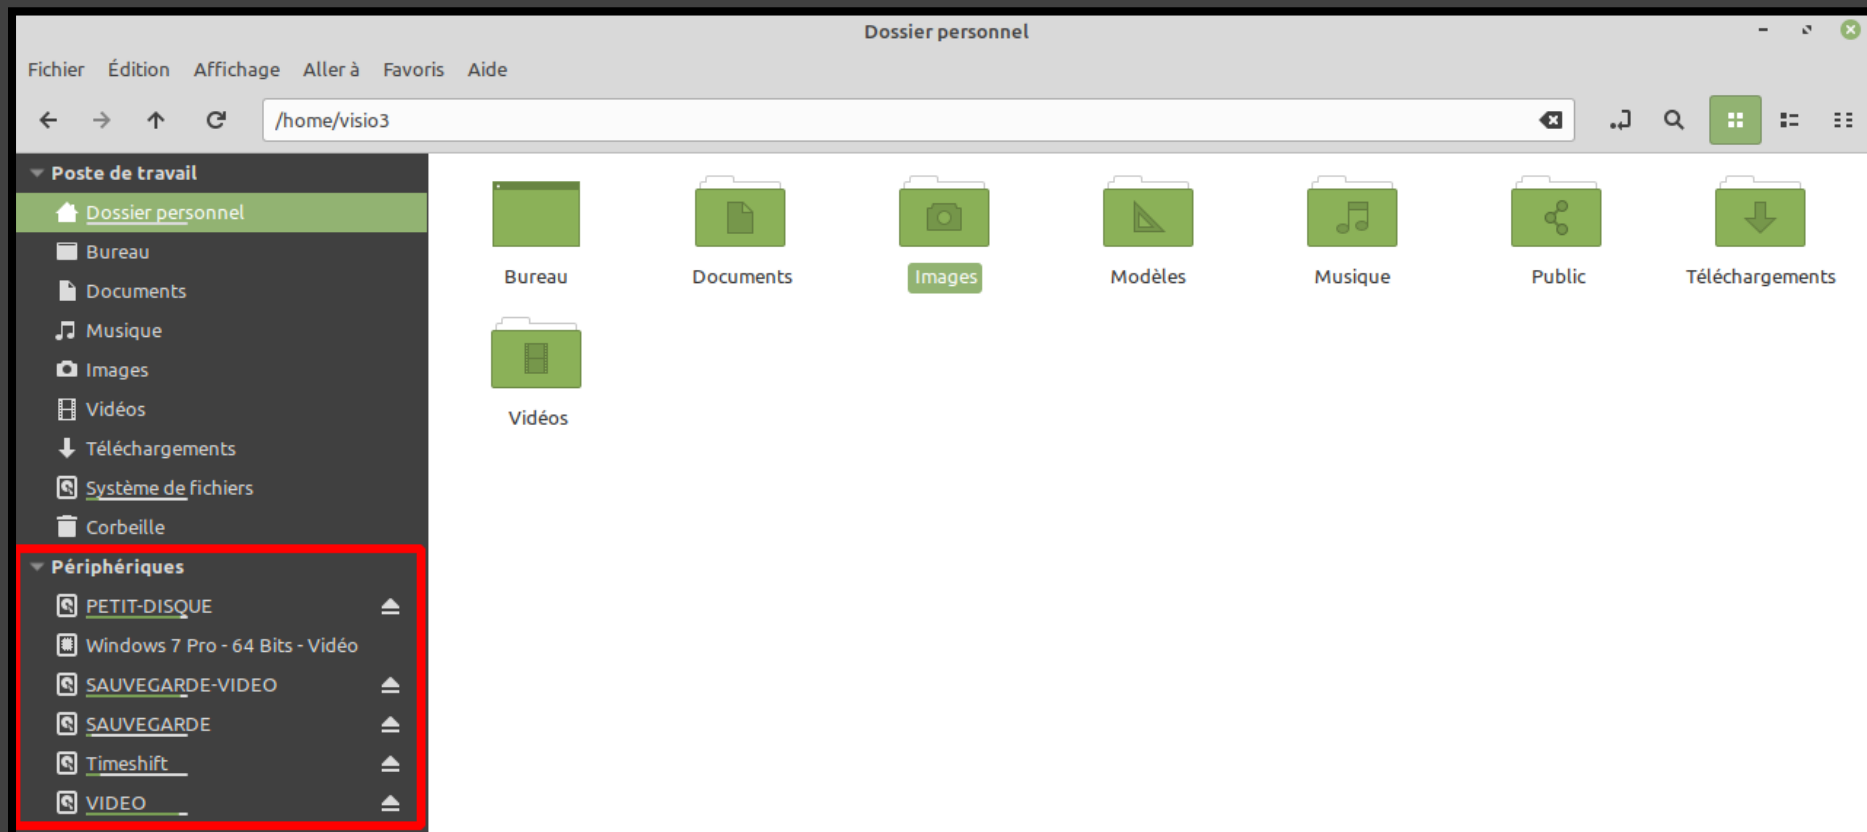 Dossier personnel
Fichier Édition Affichage Aller à Favoris Aide
/home/visio3
Poste de travail
Dossier personnel
Bureau
Documents
Musique
Images
Vidéos
Téléchargements
Système de fichiers
Corbeille
Périphériques
PETIT-DISQUE
Windows 7 Pro - 64 Bits - Vidéo
SAUVEGARDE-VIDEO
SAUVEGARDE
Timeshift
VIDEO
Bureau Documents Images Modèles Musique Public Téléchargements
Vidéos